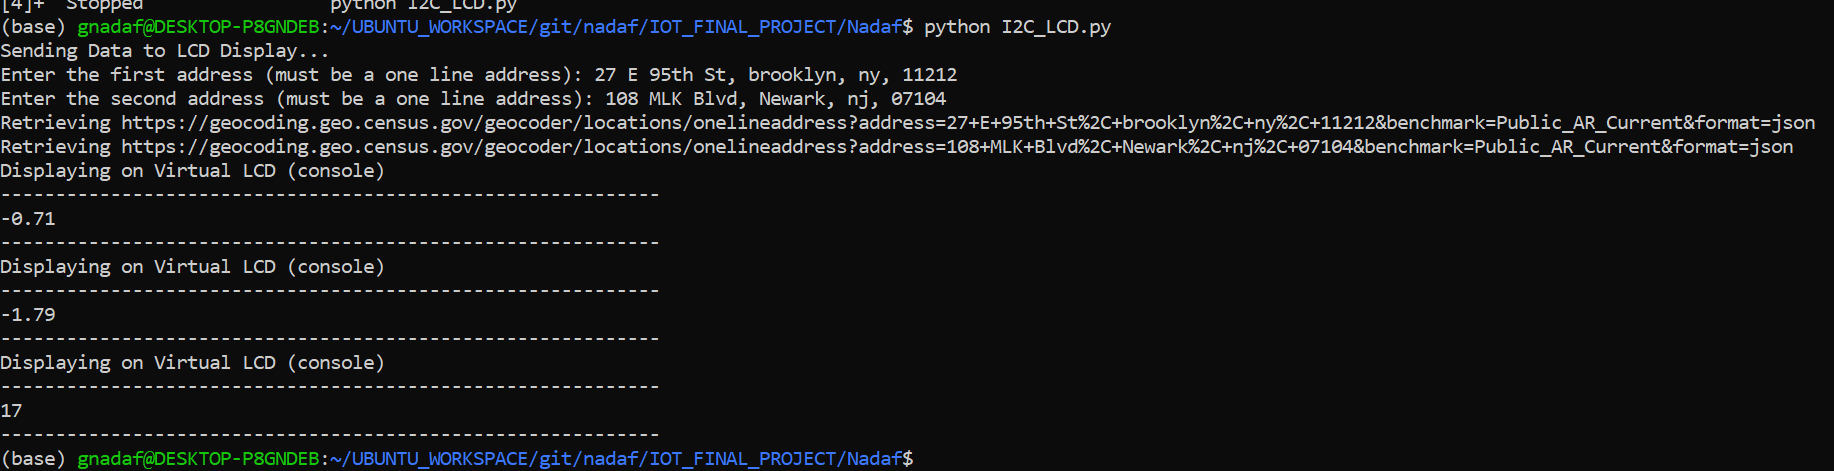 [4]+  Stopped                 python I2C_LCD.py
(base) gnadaf@DESKTOP-P8GNDEB:~/UBUNTU_WORKSPACE/git/nadaf/IOT_FINAL_PROJECT/Nadaf$ python I2C_LCD.py
Sending Data to LCD Display...
Enter the first address (must be a one line address): 27 E 95th St, brooklyn, ny, 11212
Enter the second address (must be a one line address): 108 MLK Blvd, Newark, nj, 07104
Retrieving https://geocoding.geo.census.gov/geocoder/locations/onelineaddress?address=27+E+95th+St%2C+brooklyn%2C+ny%2C+11212&benchmark=Public_AR_Current&format=json
Retrieving https://geocoding.geo.census.gov/geocoder/locations/onelineaddress?address=108+MLK+Blvd%2C+Newark%2C+nj%2C+07104&benchmark=Public_AR_Current&format=json
Displaying on Virtual LCD (console)
------------------------------------------------------------
-0.71
------------------------------------------------------------
Displaying on Virtual LCD (console)
------------------------------------------------------------
-1.79
------------------------------------------------------------
Displaying on Virtual LCD (console)
------------------------------------------------------------
17
------------------------------------------------------------
(base) gnadaf@DESKTOP-P8GNDEB:~/UBUNTU_WORKSPACE/git/nadaf/IOT_FINAL_PROJECT/Nadaf$